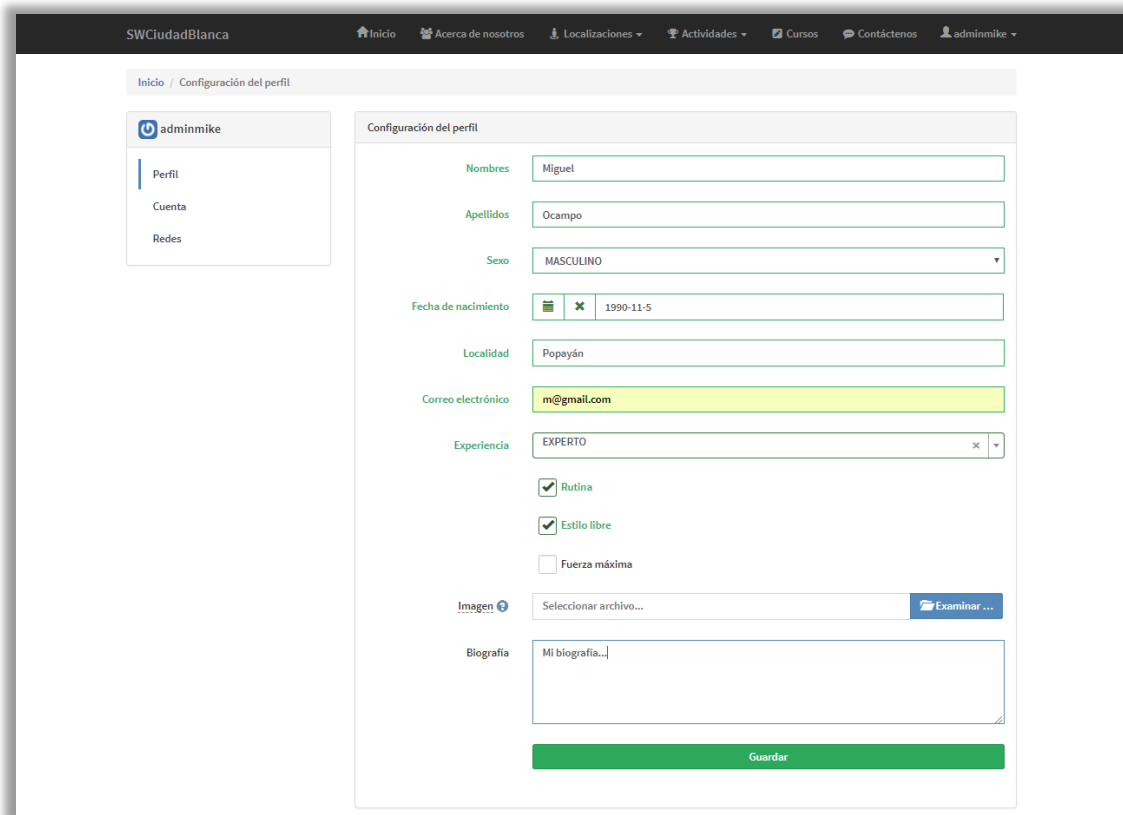 SWCiudadBlanca Inicio Acerca de nosotros Localizaciones Actividades Cursos Contáctenos adminmike
Inicio / Configuración del perfil
adminmike
Perfil
Cuenta
Redes
Configuración del perfil
Nombres Miguel
Apellidos Ocampo
Sexo MASCULINO
Fecha de nacimiento 1990-11-5
Localidad Popayán
Correo electrónico m@gmail.com
Experiencia EXPERTO
Rutina
Estilo libre
Fuerza máxima
Imagen Seleccionar archivo... Examinar ...
Biografía Mi biografía...
Guardar